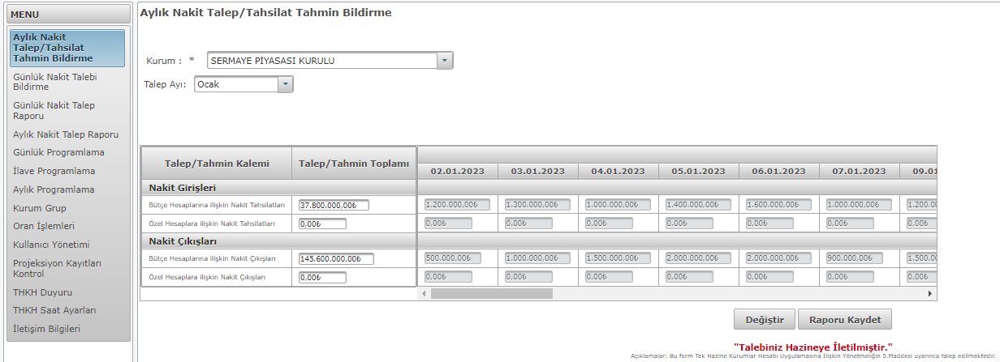 MENU
Aylık Nakit
Talep/Tahsilat
Tahmin Bildirme
Günlük Nakit Talebi
Bildirme
Günlük Nakit Talep
Raporu
Aylık Nakit Talep Raporu
Günlük Programlama
İlave Programlama
Aylık Programlama
Kurum Grup
Oran İşlemleri
Kullanıcı Yönetimi
Projeksiyon Kayıtları
Kontrol
THKH Duyuru
THKH Saat Ayarları
İletişim Bilgileri
Aylık Nakit Talep/Tahsilat Tahmin Bildirme
Kurum : * SERMAYE PİYASASI KURULU
Talep Ayı: Ocak
Talep/Tahmin Kalemi Talep/Tahmin Toplamı 02.01.2023 03.01.2023 04.01.2023 05.01.2023 06.01.2023 07.01.2023 09.01
Nakit Girişleri
Bütçe Hesaplarına ilişkin Nakit Tahsilatları 37.800.000,00₺ 1.200.000,00₺ 1.300.000,00₺ 1.000.000,00₺ 1.400.000,00₺ 1.600.000,00₺ 1.000.000,00₺ 1.200.00
Özel Hesaplara ilişkin Nakit Tahsilatları 0,00₺ 0,00₺ 0,00₺ 0,00₺ 0,00₺ 0,00₺ 0,00₺ 0,00₺
Nakit Çıkışları
Bütçe Hesaplarına ilişkin Nakit Çıkışları 145.600.000,00₺ 500.000,00₺ 1.000.000,00₺ 1.500.000,00₺ 2.000.000,00₺ 2.000.000,00₺ 900.000,00₺ 1.500.00
Özel Hesaplara ilişkin Nakit Çıkışları 0,00₺ 0,00₺ 0,00₺ 0,00₺ 0,00₺ 0,00₺ 0,00₺ 0,00₺
Değiştir Raporu Kaydet
"Talebiniz Hazineye İletilmiştir."
Açıklamalar: Bu form Tek Hazine Kurumlar Hesabı Uygulamasına İlişkin Yönetmeliğin 5.Maddesi uyarınca talep edilmektedir.